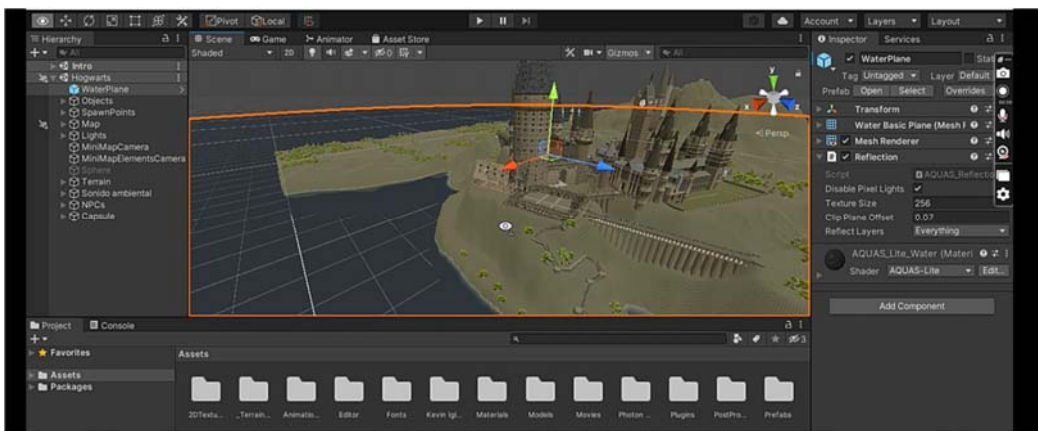 Pivot Local
Account Layers Layout
Hierarchy
All
Intro
Hogwarts
WaterPlane
Objects
SpawnPoints
Map
Lights
MiniMapCamera
MiniMapElementsCamera
Sphere
Terrain
Sonido ambiental
NPCs
Capsule
Scene Game Animator Asset Store
Shaded 2D 0 Gizmos All
y
x
z
Persp
Inspector Services
WaterPlane Stat
Tag Untagged Layer Default
Prefab Open Select Overrides
Transform
Water Basic Plane (Mesh F
Mesh Renderer
Reflection
Script AQUAS_Reflectio
Disable Pixel Lights
Texture Size 256
Clip Plane Offset 0.07
Reflect Layers Everything
AQUAS_Lite_Water (Materi
Shader AQUAS-Lite Edit...
Add Component
Project Console
3
Favorites
Assets
Packages
Assets
2DTextu... _Terrain... Animatio... Editor Fonts Kevin Igl... Materials Models Movies Photon ... Plugins PostPro... Prefabs